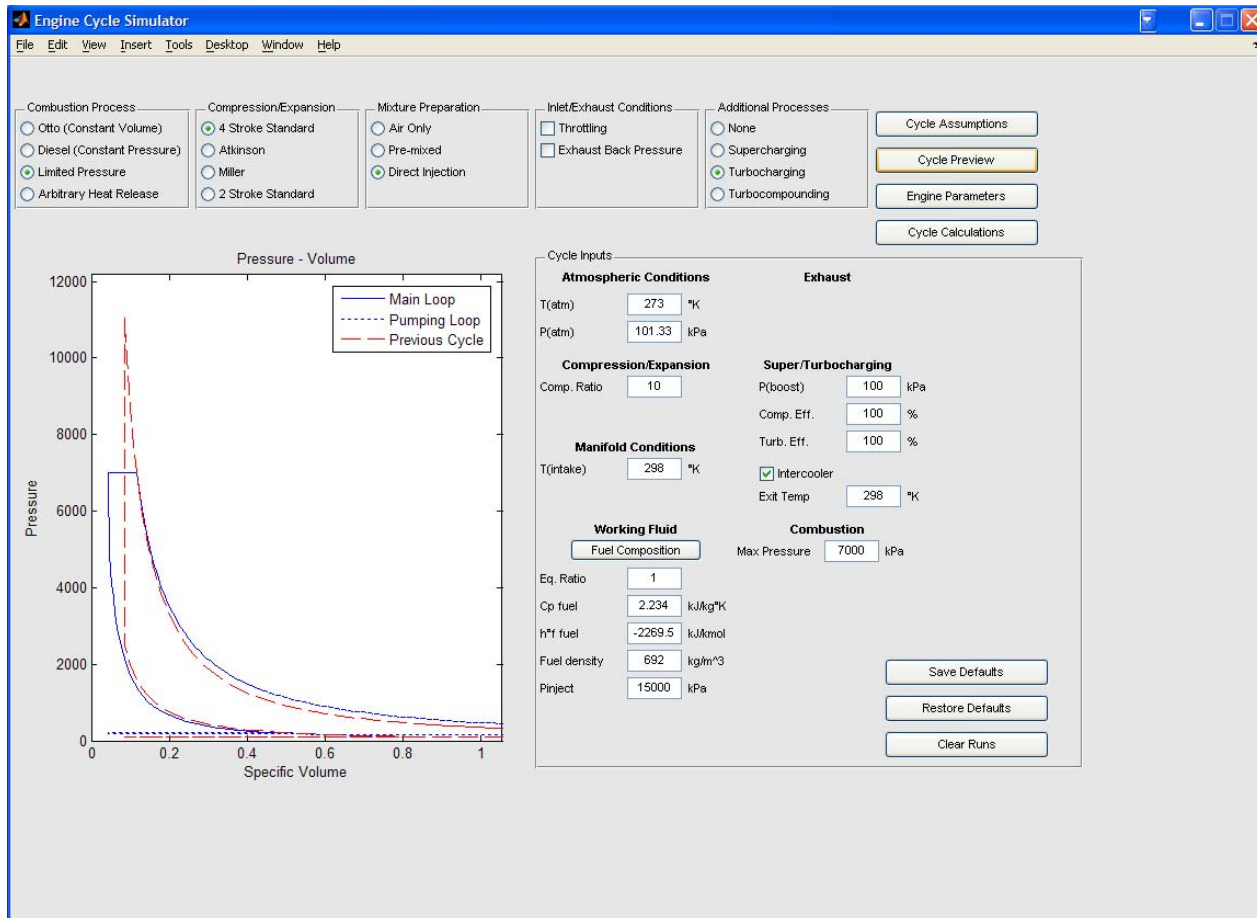 Engine Cycle Simulator
File Edit View Insert Tools Desktop Window Help
Combustion Process
Otto (Constant Volume)
Diesel (Constant Pressure)
Limited Pressure
Arbitrary Heat Release
Compression/Expansion
4 Stroke Standard
Atkinson
Miller
2 Stroke Standard
Mixture Preparation
Air Only
Pre-mixed
Direct Injection
Inlet/Exhaust Conditions
Throttling
Exhaust Back Pressure
Additional Processes
None
Supercharging
Turbocharging
Turbocompounding
Cycle Assumptions
Cycle Preview
Engine Parameters
Cycle Calculations
Pressure - Volume
Main Loop
Pumping Loop
Previous Cycle
12000
10000
8000
6000
4000
2000
0
Pressure
0 0.2 0.4 0.6 0.8 1
Specific Volume
Cycle Inputs
Atmospheric Conditions
T(atm) 273 °K
P(atm) 101.33 kPa
Compression/Expansion
Comp. Ratio 10
Manifold Conditions
T(intake) 298 °K
Working Fluid
Fuel Composition
Eq. Ratio 1
Cp fuel 2.234 kJ/kg°K
h°f fuel -2269.5 kJ/kmol
Fuel density 692 kg/m^3
Pinject 15000 kPa
Exhaust
Super/Turbocharging
P(boost) 100 kPa
Comp. Eff. 100 %
Turb. Eff. 100 %
Intercooler
Exit Temp 298 °K
Combustion
Max Pressure 7000 kPa
Save Defaults
Restore Defaults
Clear Runs